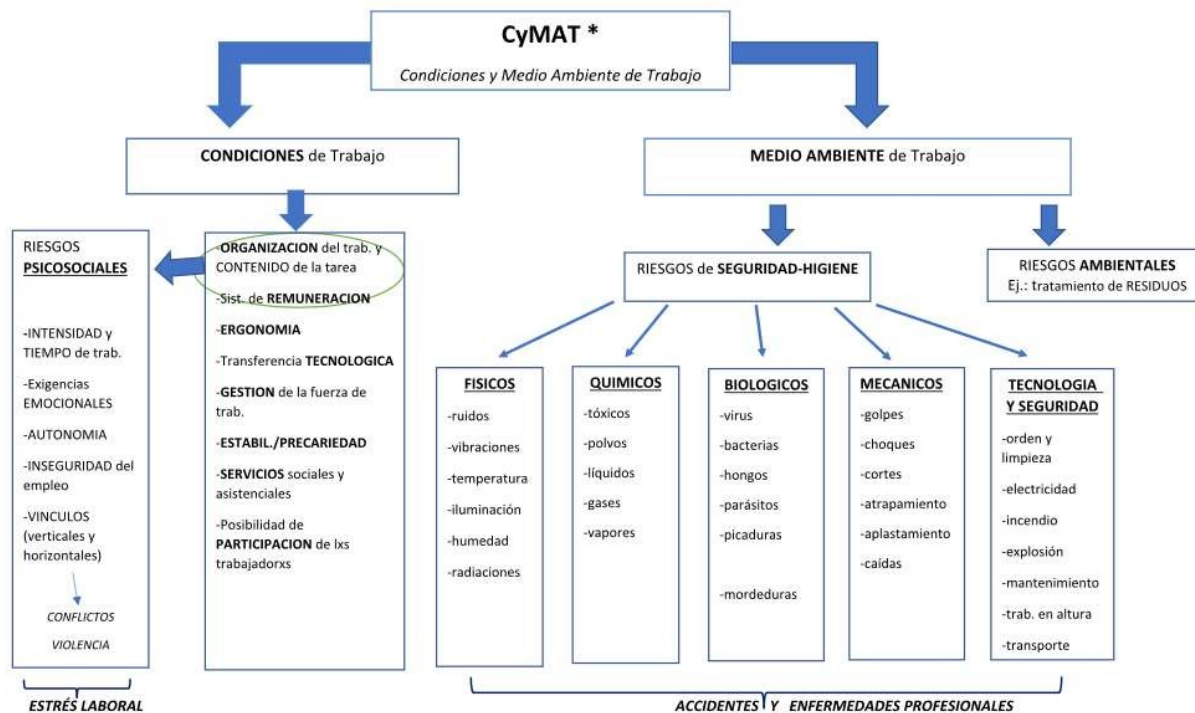 CyMAT *
Condiciones y Medio Ambiente de Trabajo
CONDICIONES de Trabajo
MEDIO AMBIENTE de Trabajo
RIESGOS
PSICOSOCIALES
-INTENSIDAD y
TIEMPO de trab.
-Exigencias
EMOCIONALES
-AUTONOMIA
-INSEGURIDAD del
empleo
-VINCULOS
(verticales y
horizontales)
CONFLICTOS
VIOLENCIA
ESTRÉS LABORAL
-ORGANIZACION del trab. y
CONTENIDO de la tarea
-Sist. de REMUNERACION
-ERGONOMIA
-Transferencia TECNOLOGICA
-GESTION de la fuerza de
trab.
-ESTABIL./PRECARIEDAD
-SERVICIOS sociales y
asistenciales
-Posibilidad de
PARTICIPACION de lxs
trabajadorxs
RIESGOS de SEGURIDAD-HIGIENE
RIESGOS AMBIENTALES
Ej.: tratamiento de RESIDUOS
FISICOS
-ruidos
-vibraciones
-temperatura
-iluminación
-humedad
-radiaciones
QUIMICOS
-tóxicos
-polvos
-líquidos
-gases
-vapores
BIOLOGICOS
-virus
-bacterias
-hongos
-parásitos
-picaduras
-mordeduras
MECANICOS
-golpes
-choques
-cortes
-atrapamiento
-aplastamiento
-caídas
TECNOLOGIA
Y SEGURIDAD
-orden y
limpieza
-electricidad
-incendio
-explosión
-mantenimiento
-trab. en altura
-transporte
ACCIDENTES Y ENFERMEDADES PROFESIONALES